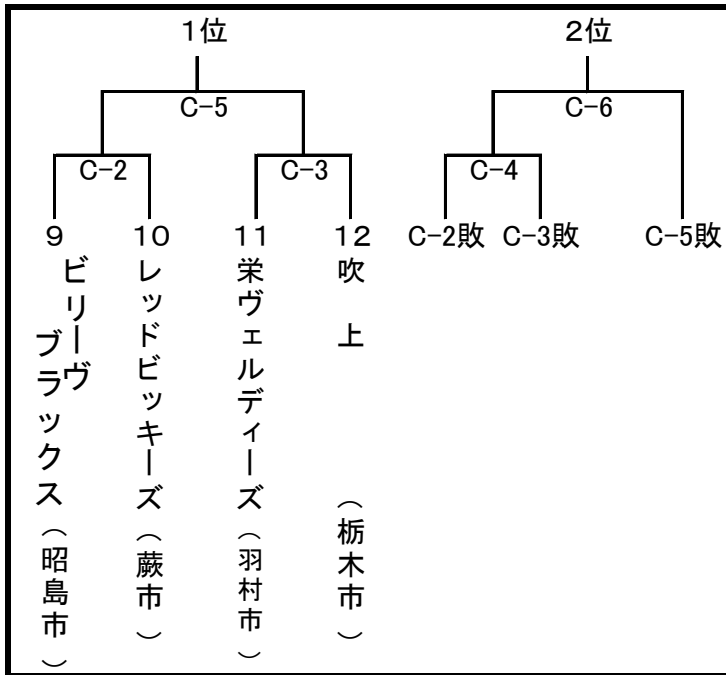 1位
2位
C-5
C-6
C-2
C-3
C-4
9
10
11
12
C-2敗
C-3敗
C-5敗
ビリーヴ
ブラックス(昭島市)
レッドビッキーズ(蕨市)
栄ヴェルディーズ(羽村市)
吹上(栃木市)